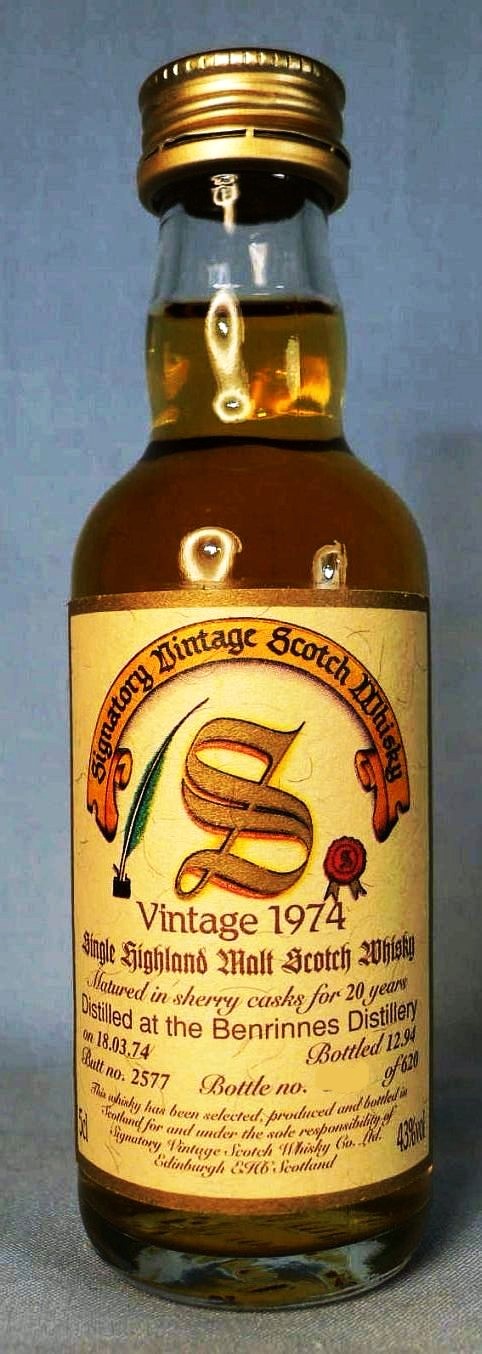 Signatory Vintage Scotch Whisky
S
S
Vintage 1974
Single Highland Malt Scotch Whisky
Matured in sherry casks for 20 years
Distilled at the Benrinnes Distillery
on 18.03.74 Bottled 12.94
Butt no. 2577 Bottle no. of 620
This whisky has been selected, produced and bottled in
Scotland for and under the sole responsibility of
5cl Signatory Vintage Scotch Whisky Co. Ltd. 43%vol
Edinburgh EH6 Scotland